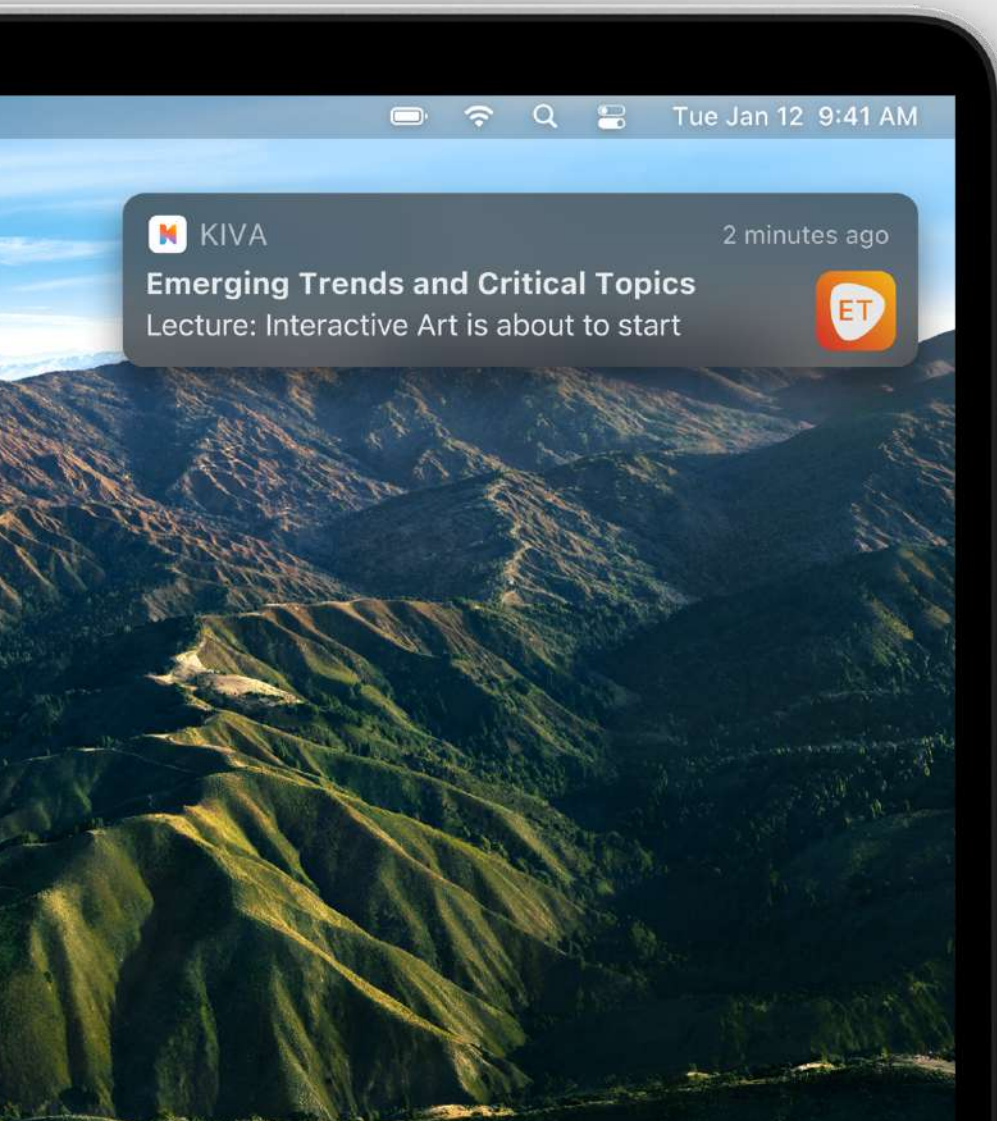 Tue Jan 12 9:41 AM
KIVA
2 minutes ago
Emerging Trends and Critical Topics
Lecture: Interactive Art is about to start
ET